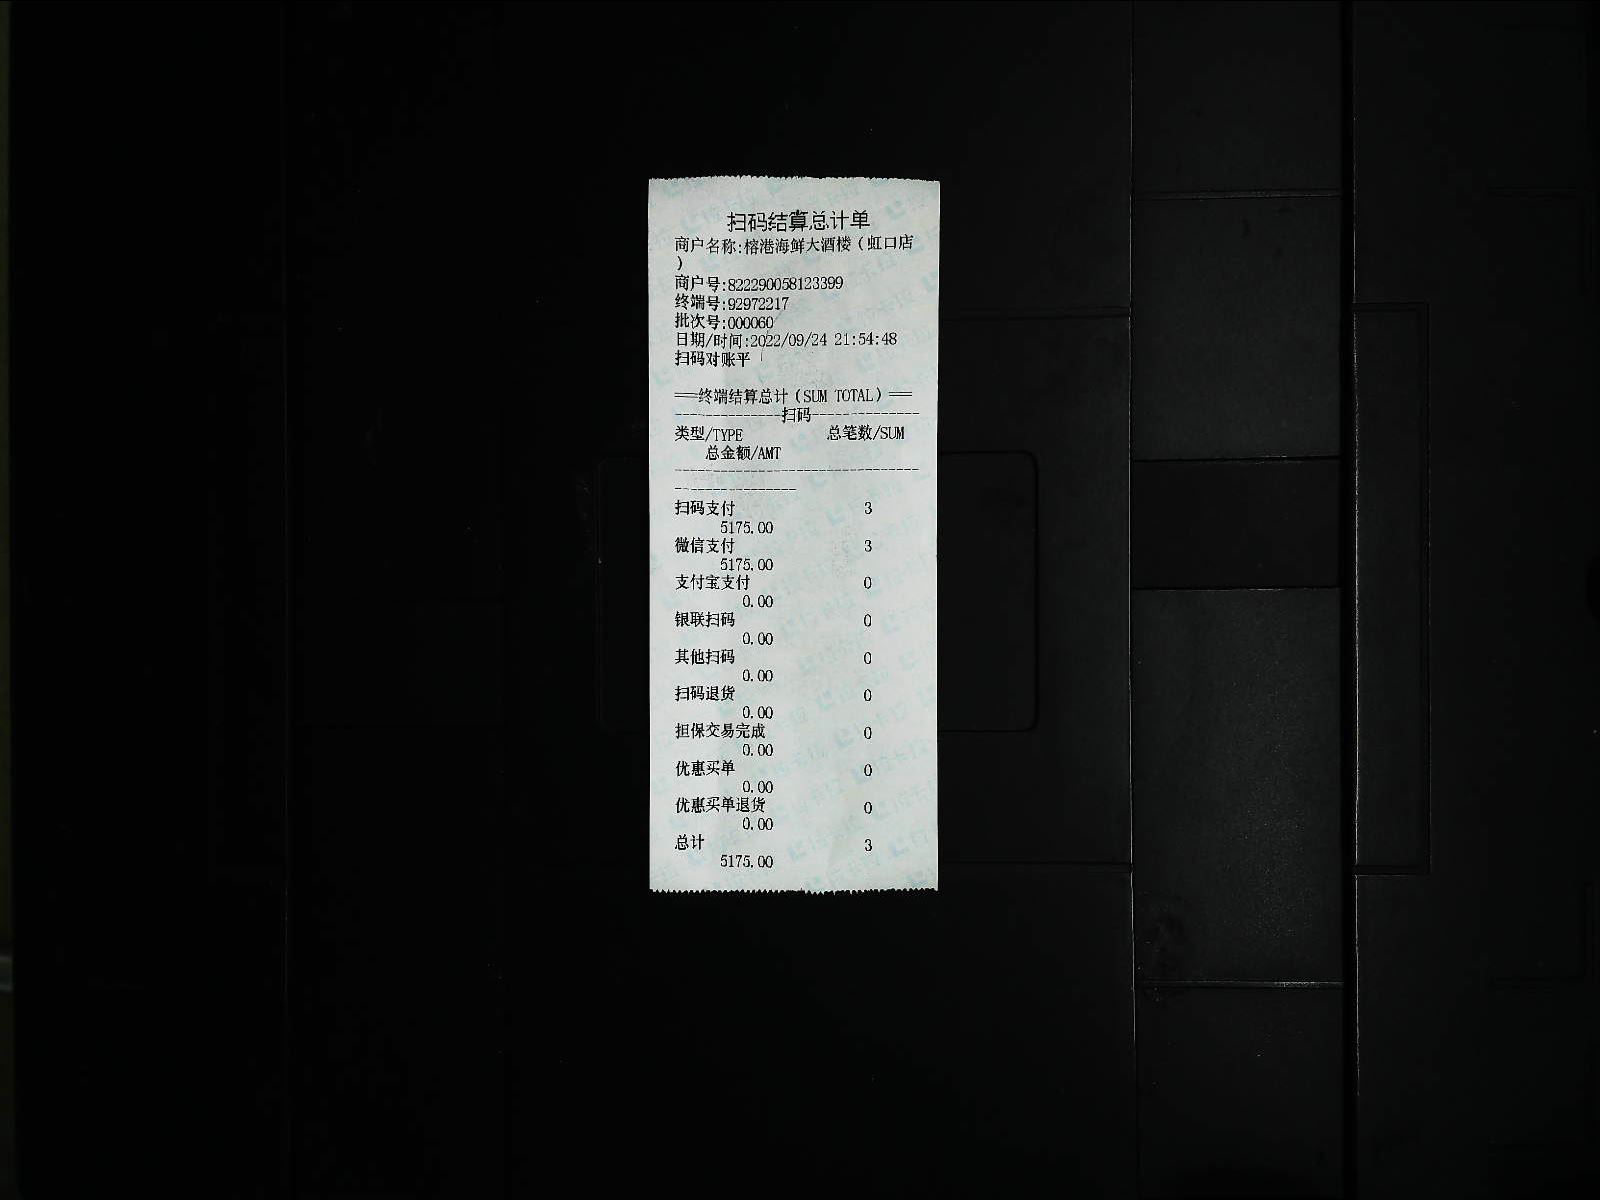 扫码结算总计单
商户名称:榕港海鲜大酒楼（虹口店
）
商户号:822290058123399
终端号:92972217
批次号:000060
日期/时间:2022/09/24 21:54:48
扫码对账平
===终端结算总计（SUM TOTAL）===
--------------扫码--------------
类型/TYPE 总笔数/SUM
总金额/AMT
--------------------------------
----------------
扫码支付 3
5175.00
微信支付 3
5175.00
支付宝支付 0
0.00
银联扫码 0
0.00
其他扫码 0
0.00
扫码退货 0
0.00
担保交易完成 0
0.00
优惠买单 0
0.00
优惠买单退货 0
0.00
总计 3
5175.00